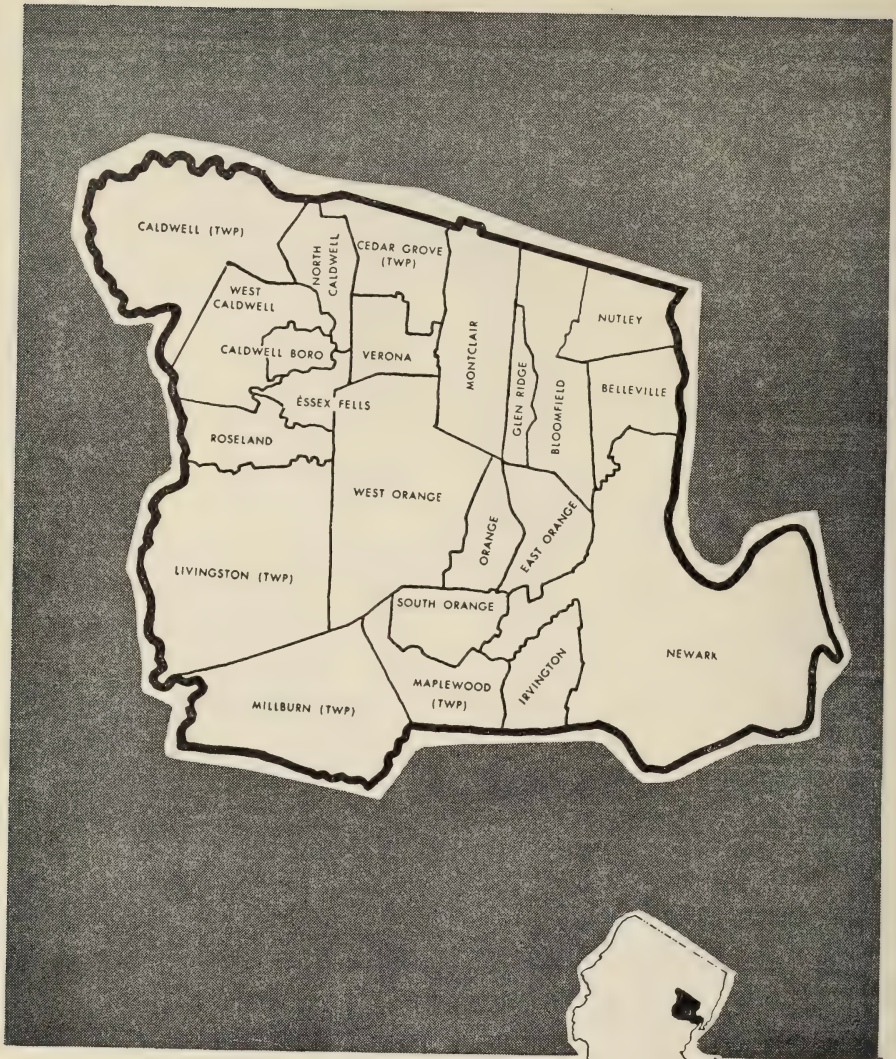 CALDWELL (TWP)
NORTH
CALDWELL
CEDAR GROVE
(TWP)
WEST
CALDWELL
NUTLEY
CALDWELL BORO
VERONA
MONTCLAIR
GLEN RIDGE
BLOOMFIELD
BELLEVILLE
ESSEX FELLS
ROSELAND
WEST ORANGE
ORANGE
EAST ORANGE
LIVINGSTON (TWP)
SOUTH ORANGE
NEWARK
MAPLEWOOD
(TWP)
IRVINGTON
MILLBURN (TWP)